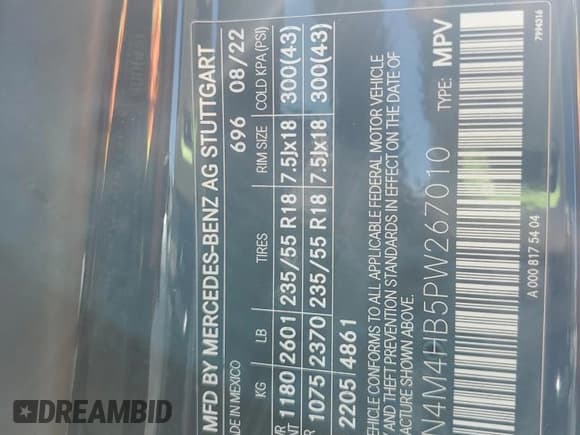 MFD BY MERCEDES-BENZ AG STUTTGART
IN MEXICO 696 08/22
KG LB TIRES RIM SIZE COLD KPA (PSI)
1180 2601 235/55 R18 7.5Jx18 300(43)
1075 2370 235/55 R18 7.5Jx18 300(43)
2205 4861
VEHICLE CONFORMS TO ALL APPLICABLE FEDERAL MOTOR VEHICLE
AND THEFT PREVENTION STANDARDS IN EFFECT ON THE DATE OF
ACTURE SHOWN ABOVE.
N4M4HB5PW267010 TYPE: MPV
A 000 817 54 04 7994316
DREAMBID